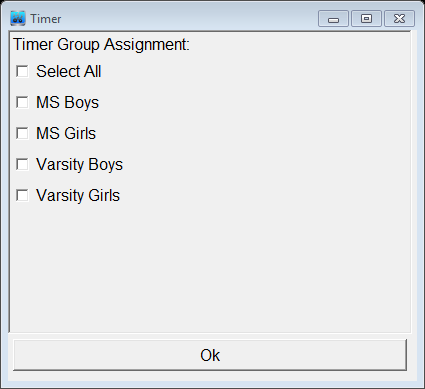 Timer
Timer Group Assignment:
Select All
MS Boys
MS Girls
Varsity Boys
Varsity Girls
Ok